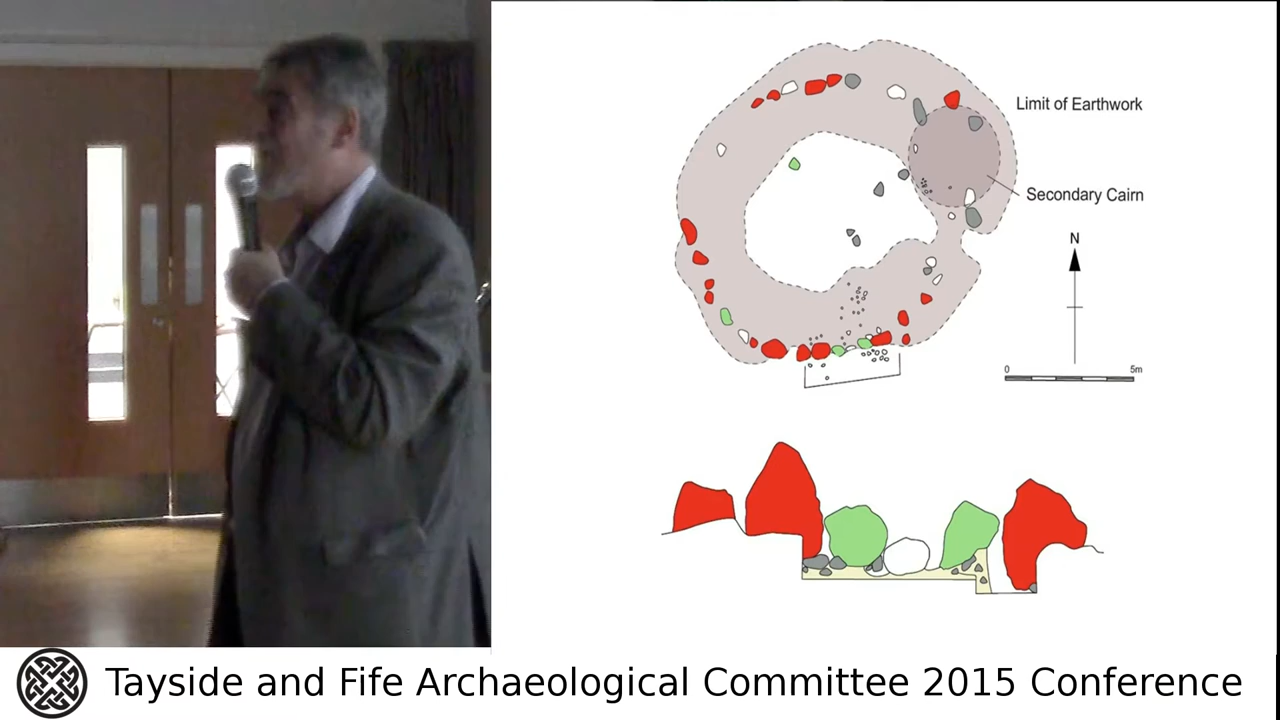 Limit of Earthwork
Secondary Cairn
N
0 5m
Tayside and Fife Archaeological Committee 2015 Conference